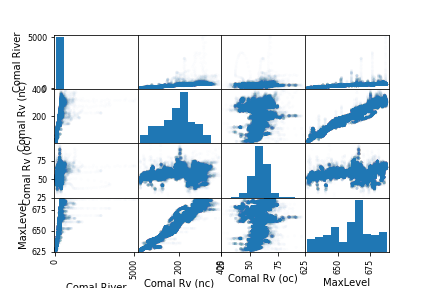 Comal River
5000
0
Comal Rv (nc)
400
200
Comal Rv (oc)
75
50
25
MaxLevel
675
650
625
0
5000
Comal River
200
400
Comal Rv (nc)
25
50
75
Comal Rv (oc)
625
650
675
MaxLevel